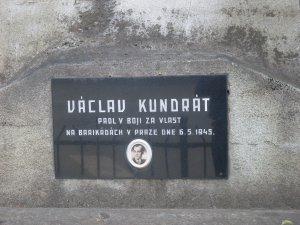 VÁCLAV KUNDRÁT
PADL V BOJI ZA VLAST
NA BARIKÁDÁCH V PRAZE DNE 6.5.1945.